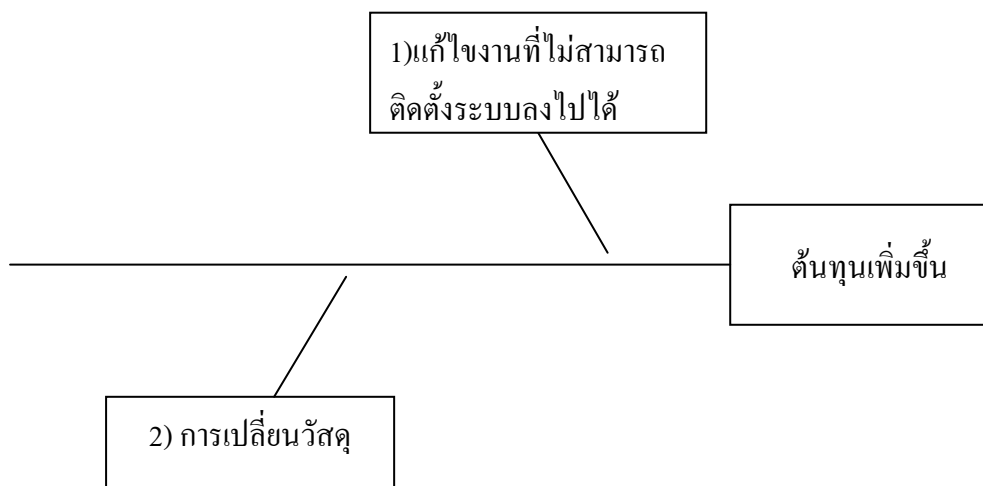 1)แก้ไขงานที่ไม่สามารถ
ติดตั้งระบบลงไปได้
ต้นทุนเพิ่มขึ้น
2) การเปลี่ยนวัสดุ